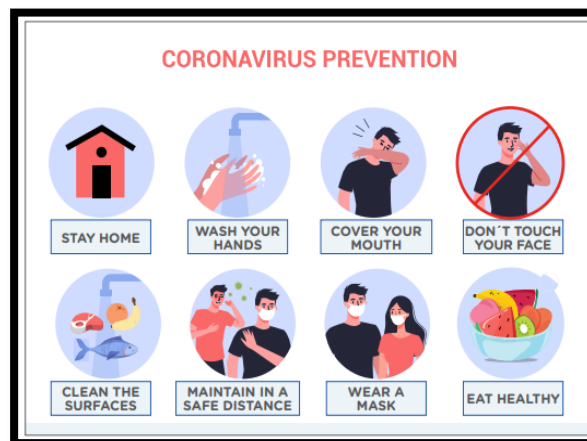 CORONAVIRUS PREVENTION
STAY HOME
WASH YOUR
HANDS
COVER YOUR
MOUTH
DON´T TOUCH
YOUR FACE
CLEAN THE
SURFACES
MAINTAIN IN A
SAFE DISTANCE
WEAR A
MASK
EAT HEALTHY